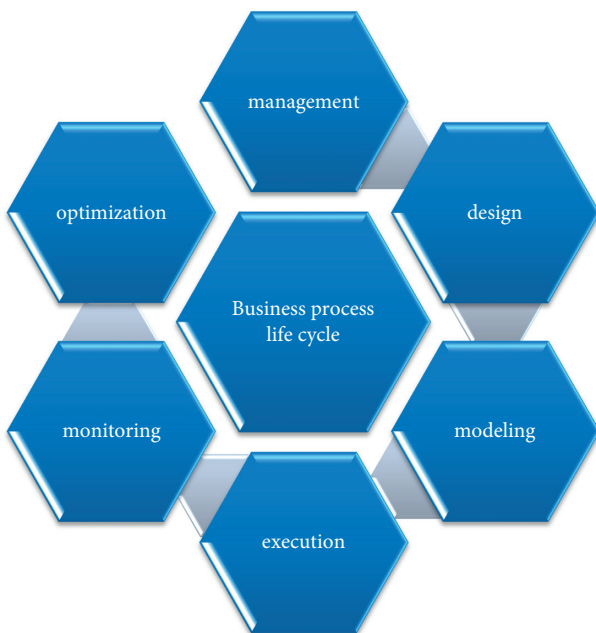 management
design
modeling
execution
monitoring
optimization
Business process
life cycle